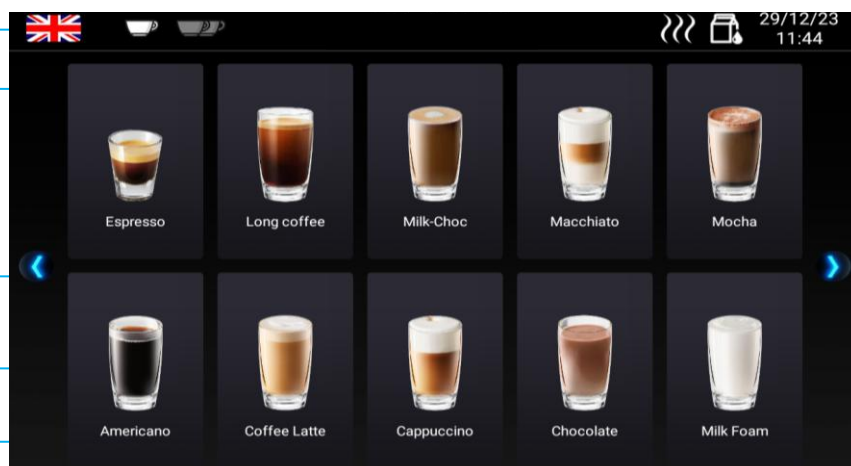 29/12/23
11:44
Espresso
Long coffee
Milk-Choc
Macchiato
Mocha
Americano
Coffee Latte
Cappuccino
Chocolate
Milk Foam